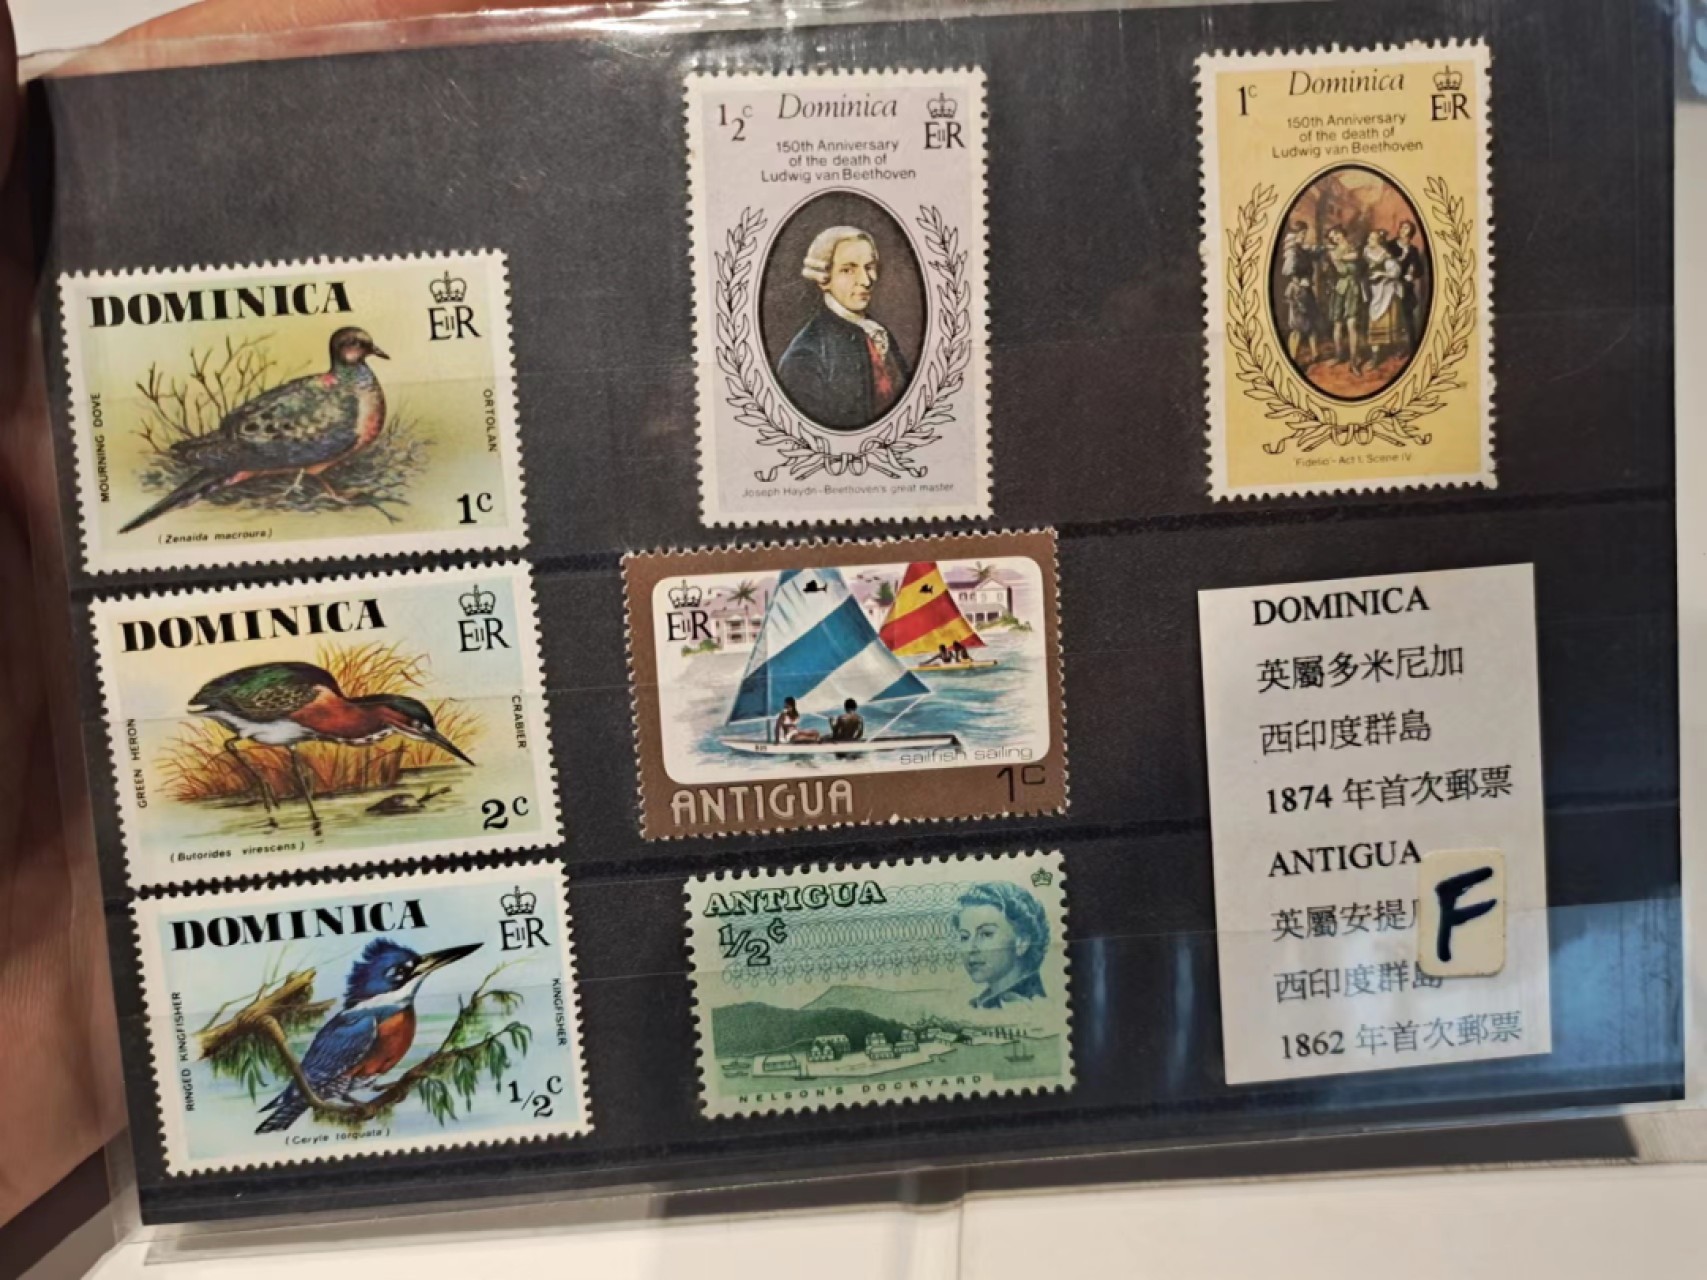 DOMINICA
EIIR
MOURNING DOVE
ORTOLAN
1c
(Zenaida macroura)
DOMINICA
EIIR
GREEN HERON
CRABIER
2c
(Butorides virescens)
DOMINICA
EIIR
RINGED KINGFISHER
KINGFISHER
1/2c
(Ceryle torquata)
1/2c Dominica EIIR
150th Anniversary
of the death of
Ludwig van Beethoven
Joseph Haydn-Beethoven's great master
1c Dominica EIIR
150th Anniversary
of the death of
Ludwig van Beethoven
'Fidelio'- Act I, Scene IV
EIIR
sailfish sailing
1c
ANTIGUA
ANTIGUA
1/2c
NELSON'S DOCKYARD
DOMINICA
英屬多米尼加
西印度群島
1874 年首次郵票
ANTIGUA
英屬安提
西印度群島
1862 年首次郵票
F